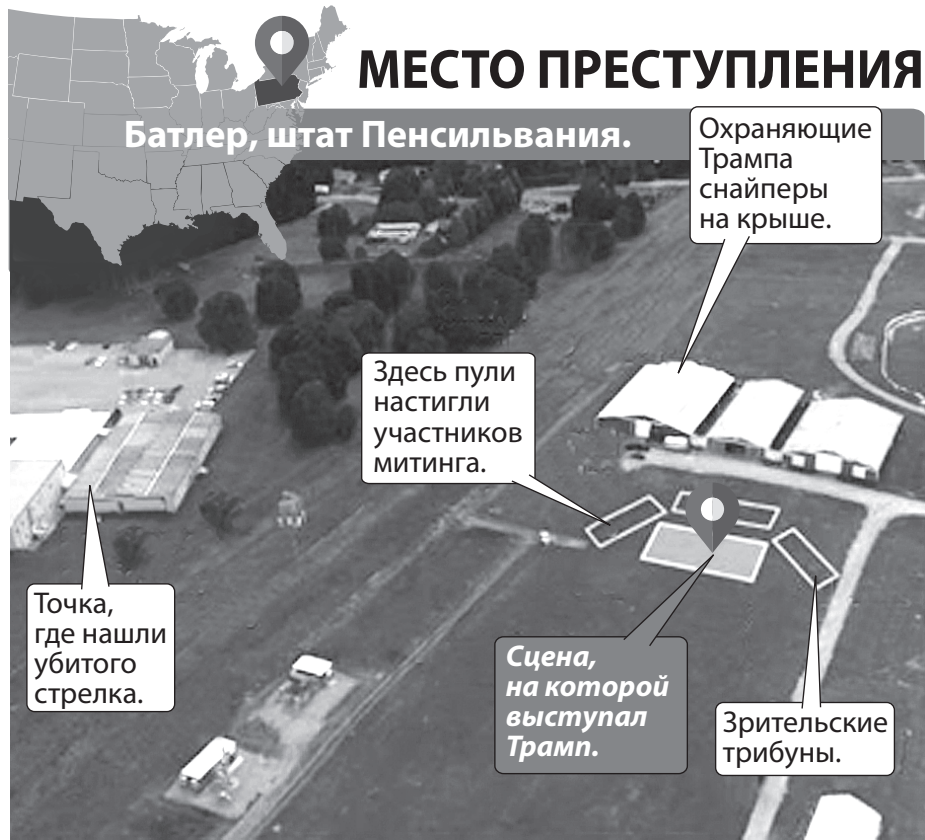 МЕСТО ПРЕСТУПЛЕНИЯ
Батлер, штат Пенсильвания.
Охраняющие
Трампа
снайперы
на крыше.
Здесь пули
настигли
участников
митинга.
Точка,
где нашли
убитого
стрелка.
Сцена,
на которой
выступал
Трамп.
Зрительские
трибуны.